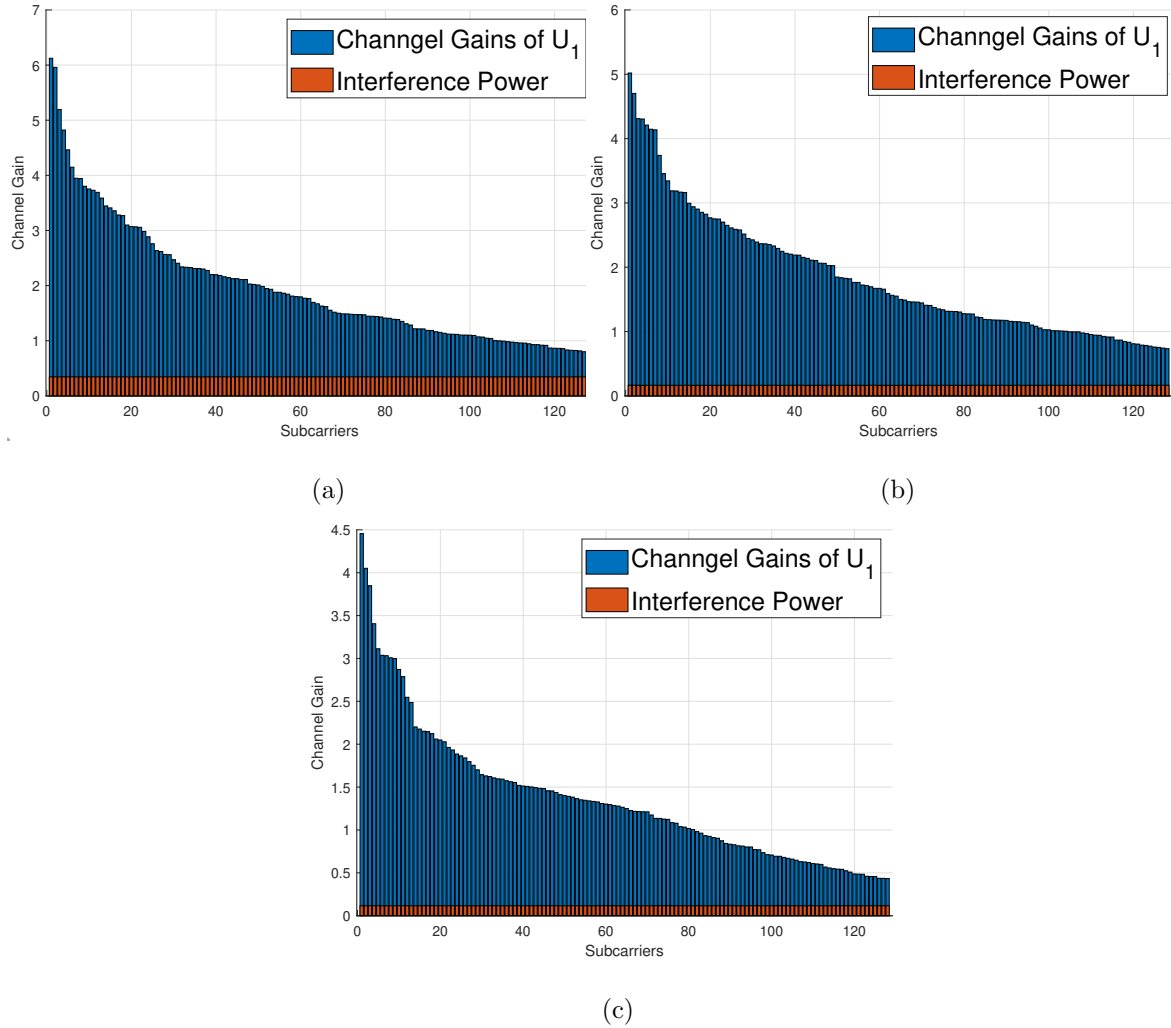 7
6
5
4
3
2
1
0
Channel Gain
Channgel Gains of U1
Interference Power
0 20 40 60 80 100 120
Subcarriers
(a)
6
5
4
3
2
1
0
Channel Gain
Channgel Gains of U1
Interference Power
0 20 40 60 80 100 120
Subcarriers
(b)
4.5
4
3.5
3
2.5
2
1.5
1
0.5
0
Channel Gain
Channgel Gains of U1
Interference Power
0 20 40 60 80 100 120
Subcarriers
(c)